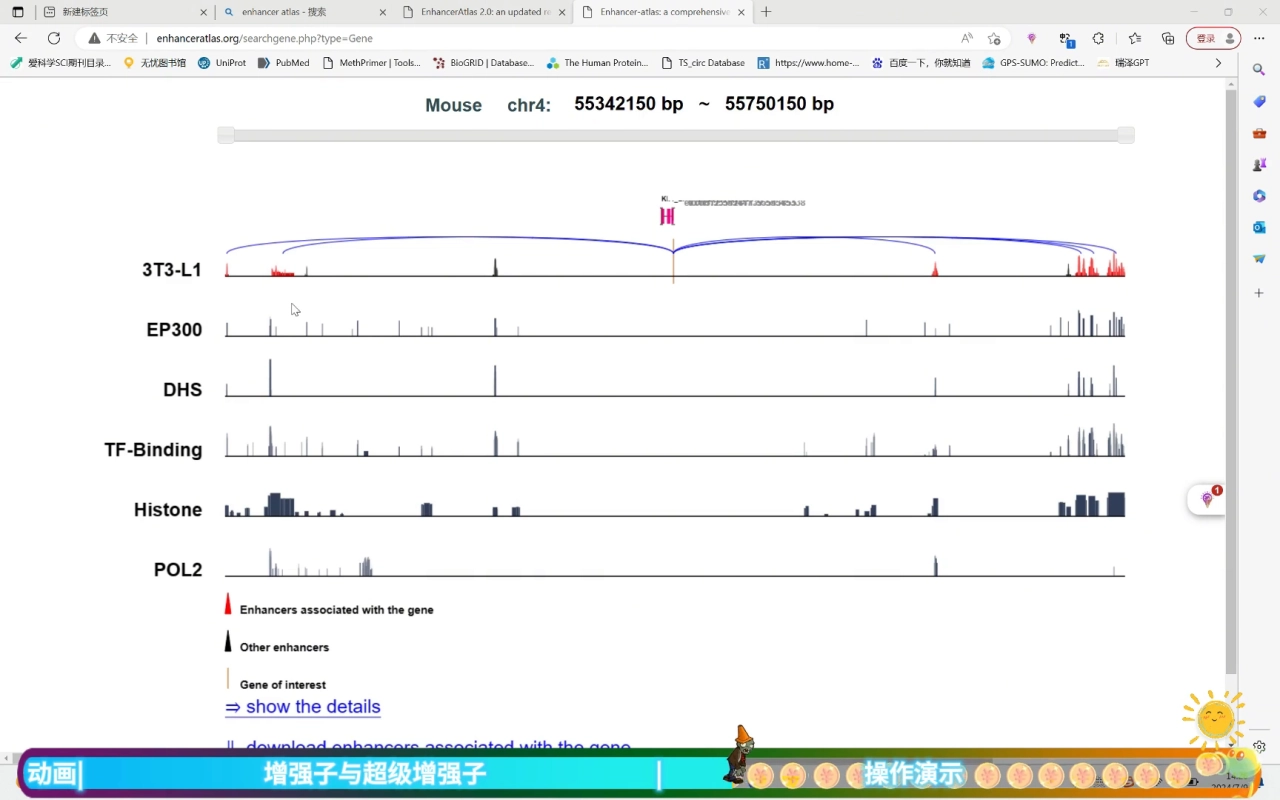 新建标签页
enhancer atlas - 搜索
EnhancerAtlas 2.0: an updated r
Enhancer-atlas: a comprehensive
不安全
enhanceratlas.org/searchgene.php?type=Gene
登录
爱科学SCI期刊目录...
无忧图书馆
UniProt
PubMed
MethPrimer | Tools...
BioGRID | Database...
The Human Protein...
TS_circ Database
https://www.home-...
百度一下，你就知道
GPS-SUMO: Predict...
瑞泽GPT
Mouse chr4: 55342150 bp ~ 55750150 bp
3T3-L1
EP300
DHS
TF-Binding
Histone
POL2
Enhancers associated with the gene
Other enhancers
Gene of interest
⇒ show the details
⇓ download enhancers associated with the gene
动画|
增强子与超级增强子
|
操作演示
1
1